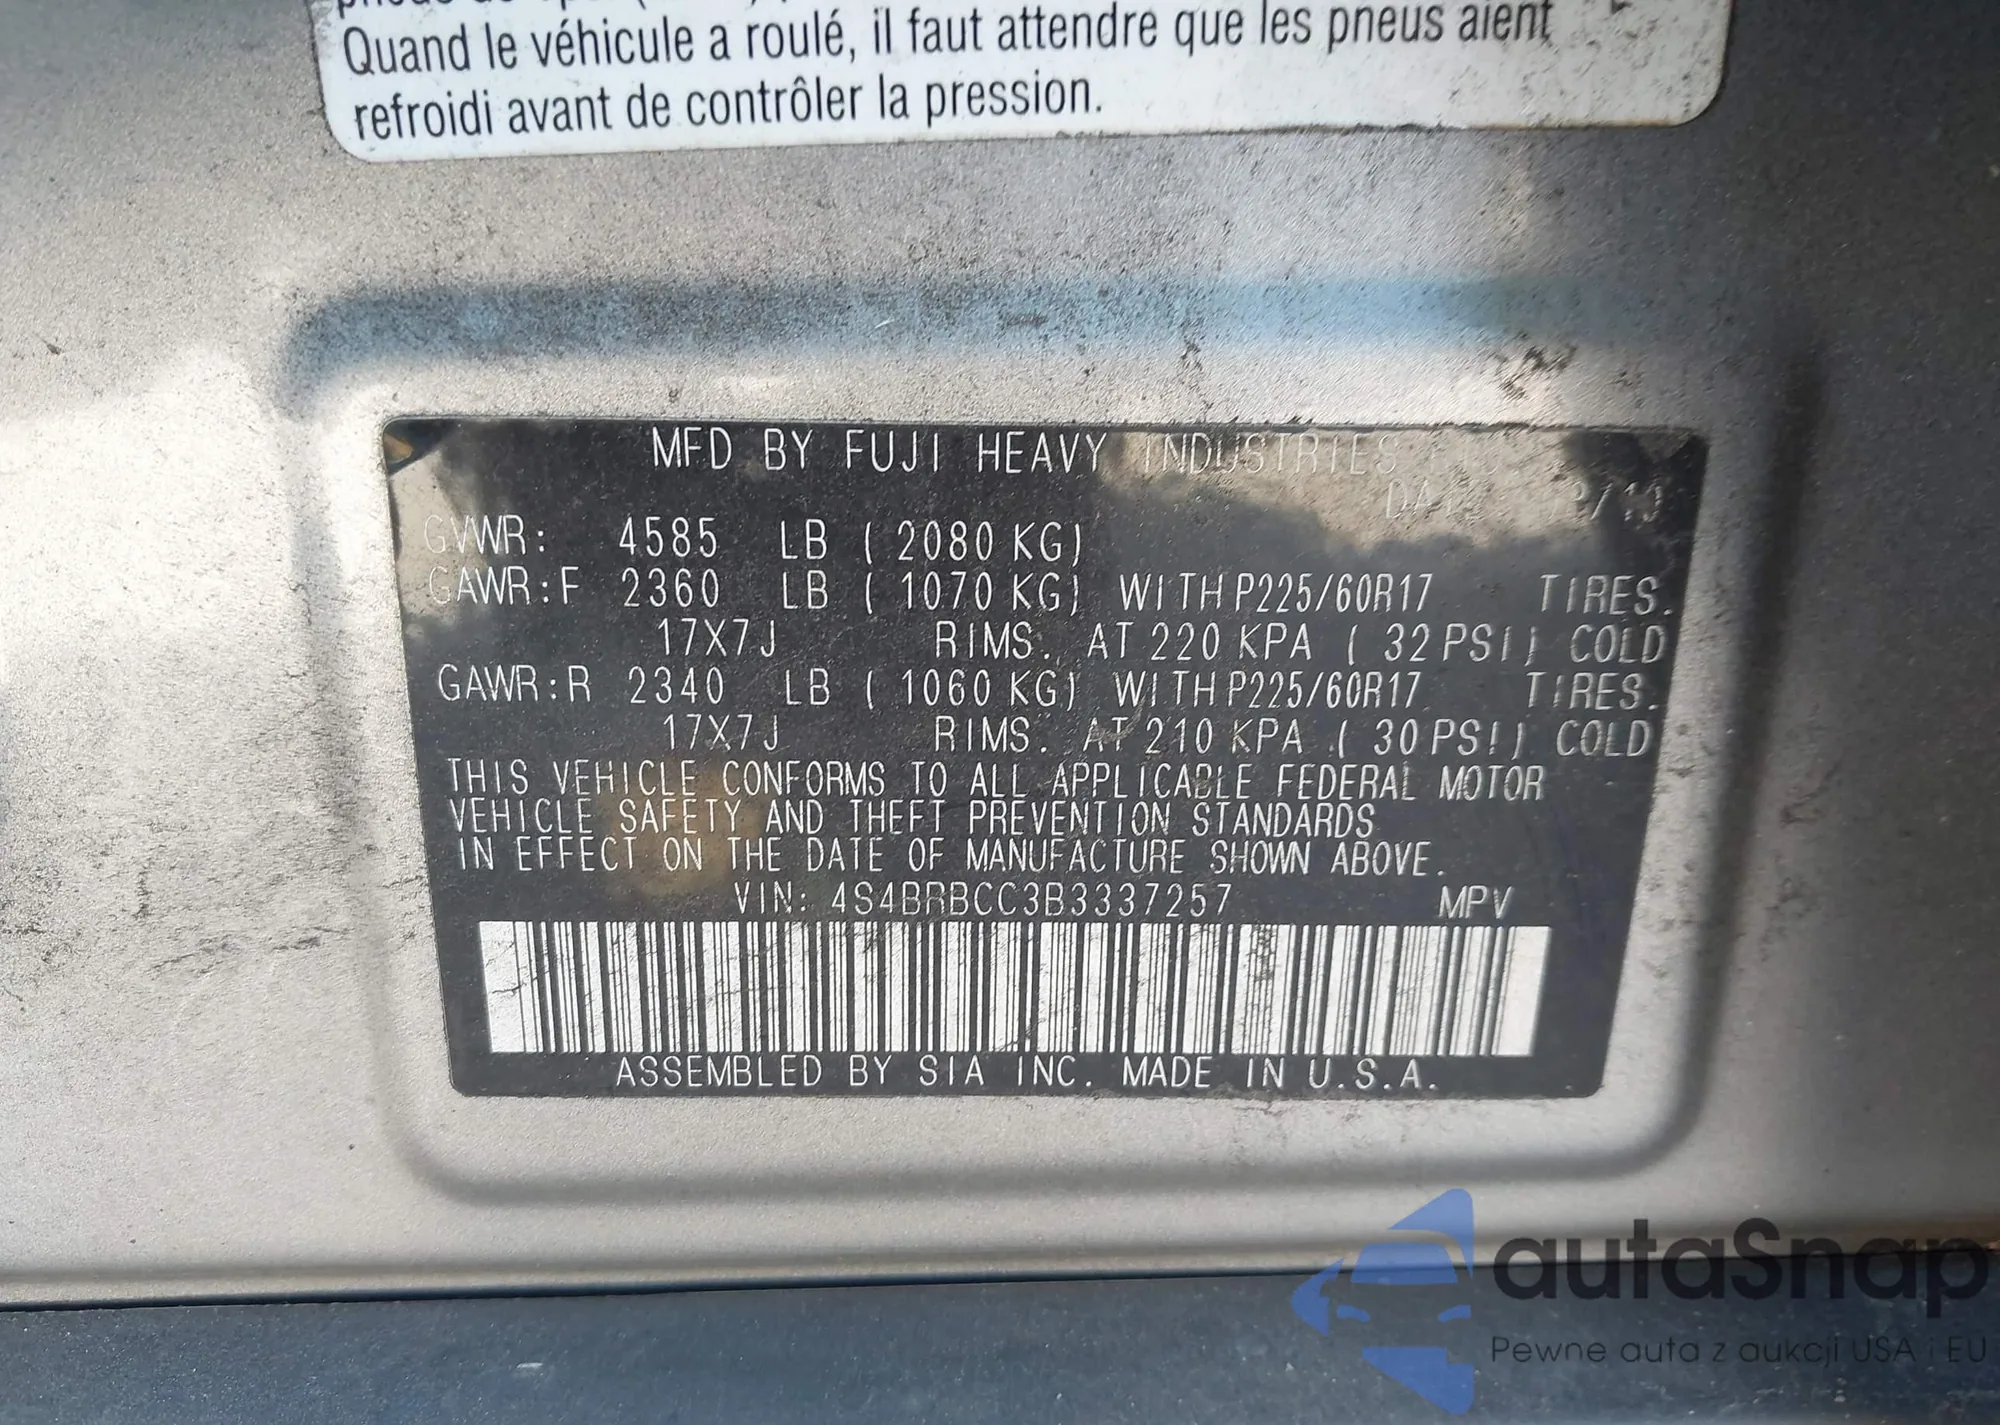 Quand le véhicule a roulé, il faut attendre que les pneus aient
refroidi avant de contrôler la pression.
MFD BY FUJI HEAVY INDUSTRIES
GVWR: 4585 LB ( 2080 KG)
GAWR:F 2360 LB ( 1070 KG) WITH P225/60R17 TIRES.
17X7J RIMS. AT 220 KPA ( 32 PSI) COLD
GAWR:R 2340 LB ( 1060 KG) WITH P225/60R17 TIRES.
17X7J RIMS. AT 210 KPA ( 30 PSI) COLD
THIS VEHICLE CONFORMS TO ALL APPLICABLE FEDERAL MOTOR
VEHICLE SAFETY AND THEFT PREVENTION STANDARDS
IN EFFECT ON THE DATE OF MANUFACTURE SHOWN ABOVE.
VIN: 4S4BRBCC3B3337257 MPV
ASSEMBLED BY SIA INC. MADE IN U.S.A.
autaSnap
Pewne auta z aukcji USA i EU